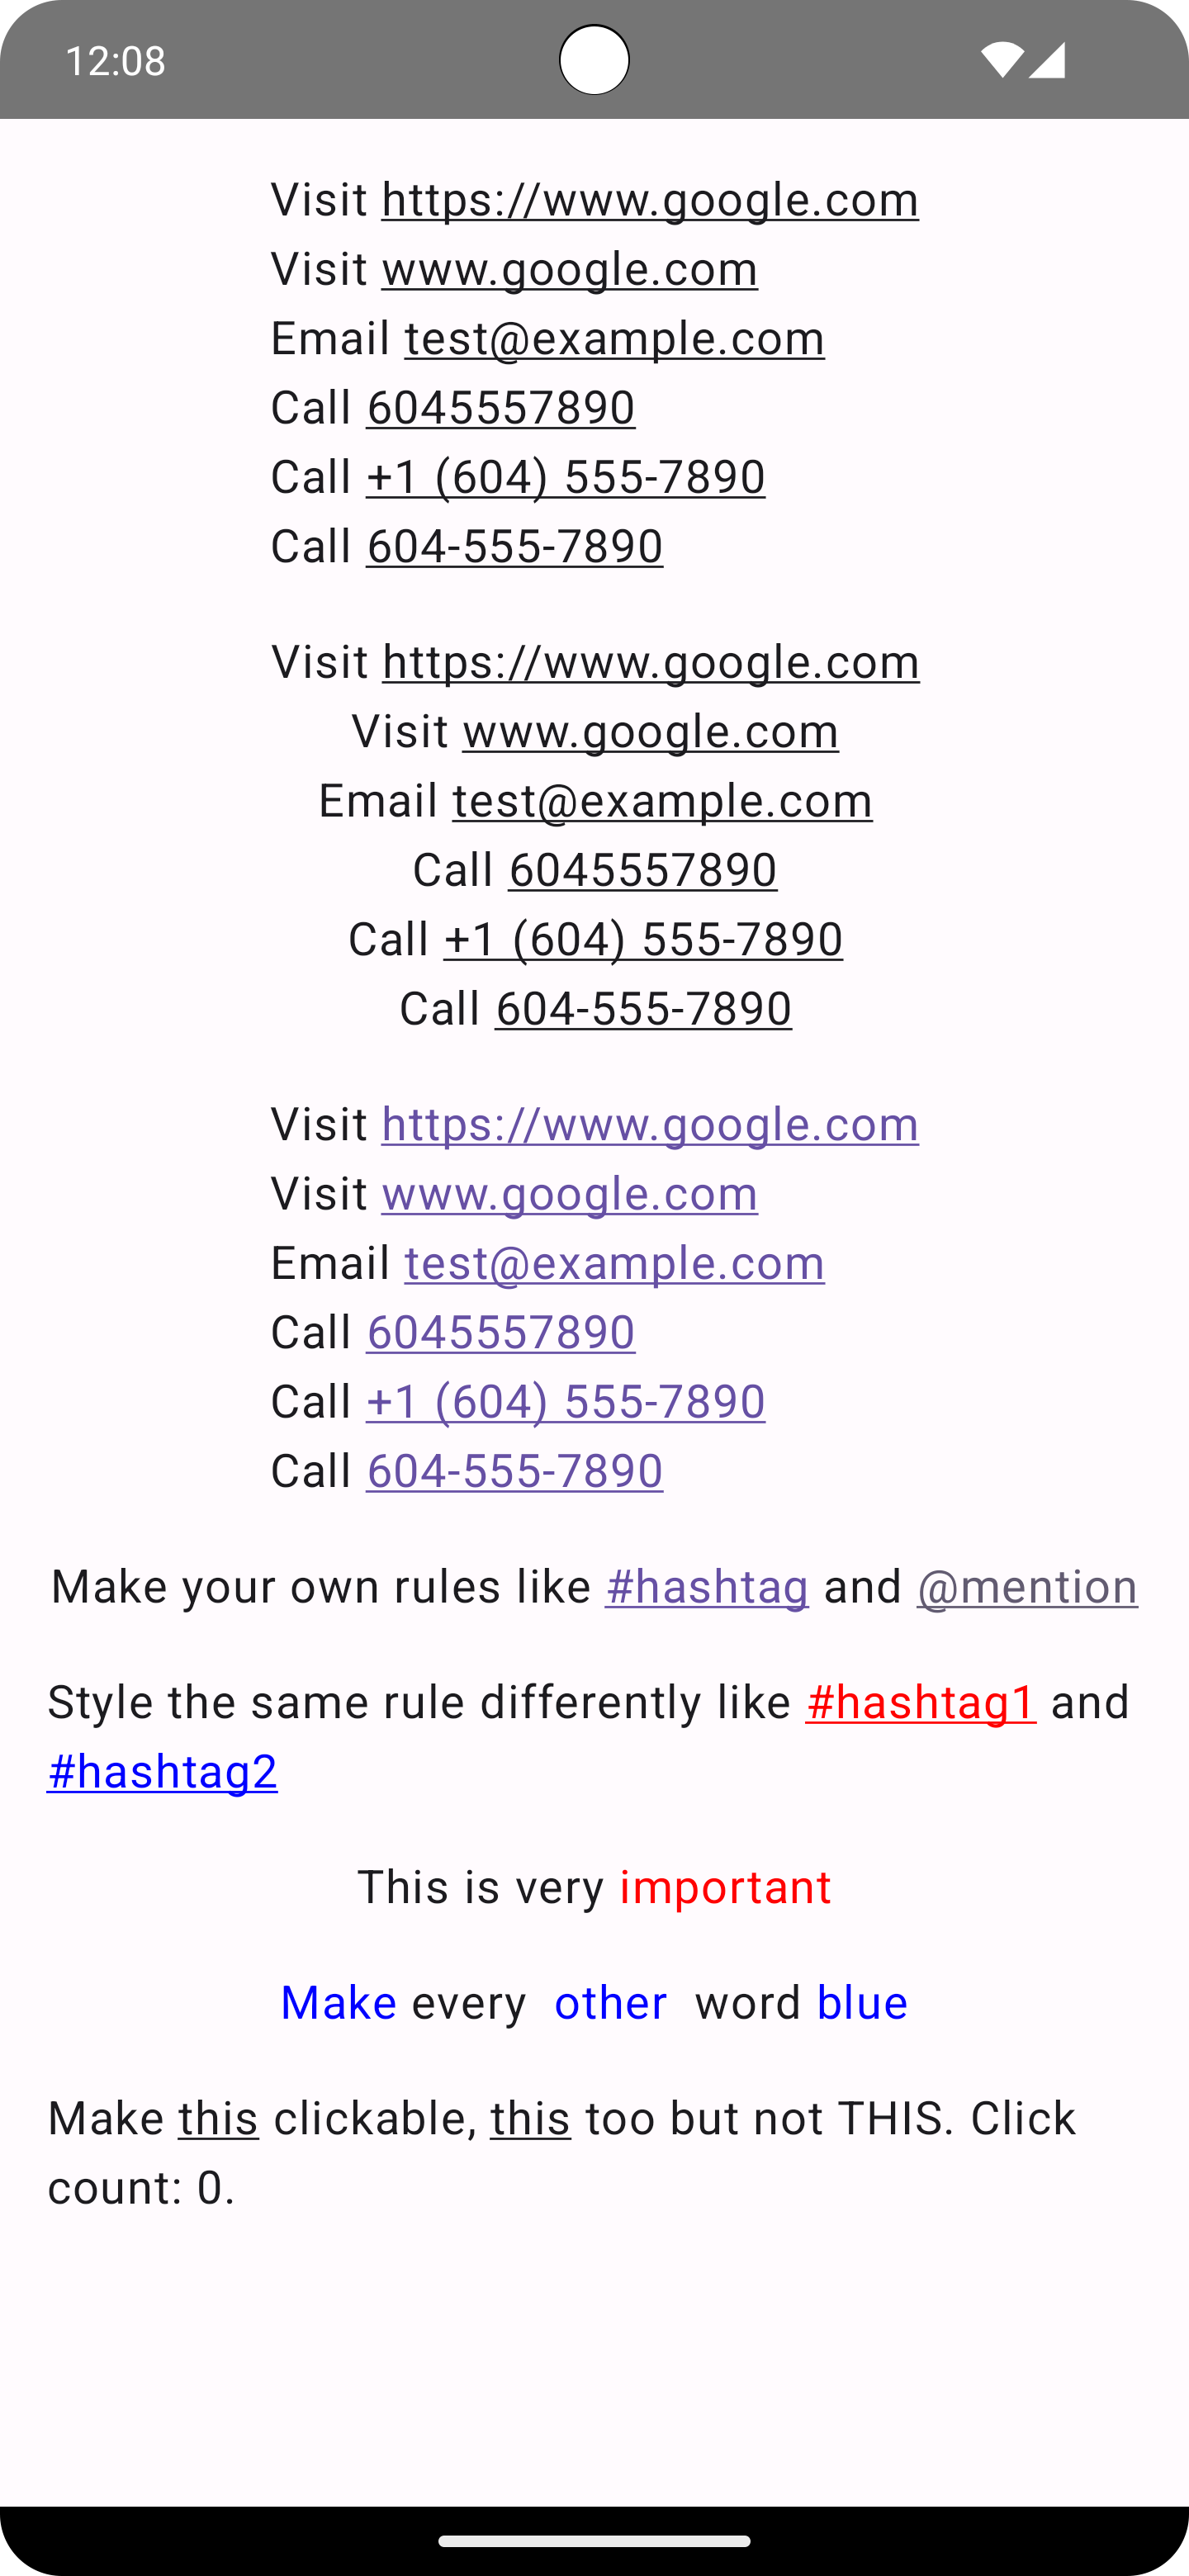 12:08
Visit https://www.google.com
Visit www.google.com
Email test@example.com
Call 6045557890
Call +1 (604) 555-7890
Call 604-555-7890
Visit https://www.google.com
Visit www.google.com
Email test@example.com
Call 6045557890
Call +1 (604) 555-7890
Call 604-555-7890
Visit https://www.google.com
Visit www.google.com
Email test@example.com
Call 6045557890
Call +1 (604) 555-7890
Call 604-555-7890
Make your own rules like #hashtag and @mention
Style the same rule differently like #hashtag1 and
#hashtag2
This is very important
Make every  other  word blue
Make this clickable, this too but not THIS. Click
count: 0.